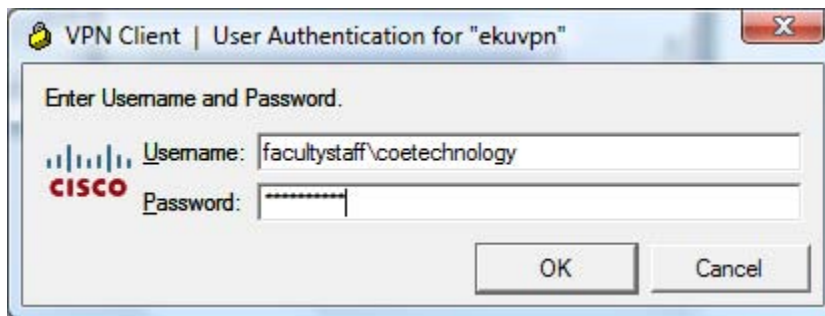 VPN Client | User Authentication for "ekuvpn"
Enter Username and Password.
CISCO
Username: facultystaff\coetechnology
Password: **********
OK Cancel